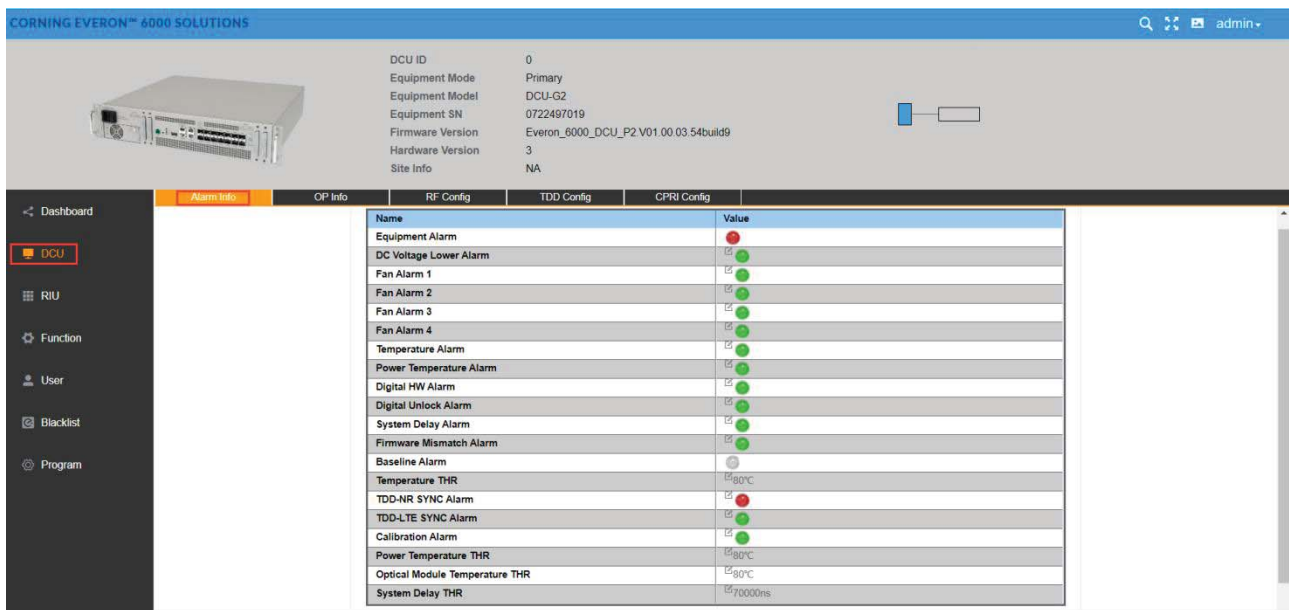 CORNING EVERON™ 6000 SOLUTIONS
admin
DCU ID 0
Equipment Mode Primary
Equipment Model DCU-G2
Equipment SN 0722497019
Firmware Version Everon_6000_DCU_P2 V01.00.03.54build9
Hardware Version 3
Site Info NA
Alarm Info OP Info RF Config TDD Config CPRI Config
Dashboard
DCU
RIU
Function
User
Blacklist
Program
Name Value
Equipment Alarm
DC Voltage Lower Alarm
Fan Alarm 1
Fan Alarm 2
Fan Alarm 3
Fan Alarm 4
Temperature Alarm
Power Temperature Alarm
Digital HW Alarm
Digital Unlock Alarm
System Delay Alarm
Firmware Mismatch Alarm
Baseline Alarm
Temperature THR 80℃
TDD-NR SYNC Alarm
TDD-LTE SYNC Alarm
Calibration Alarm
Power Temperature THR 80℃
Optical Module Temperature THR 80℃
System Delay THR 70000ns